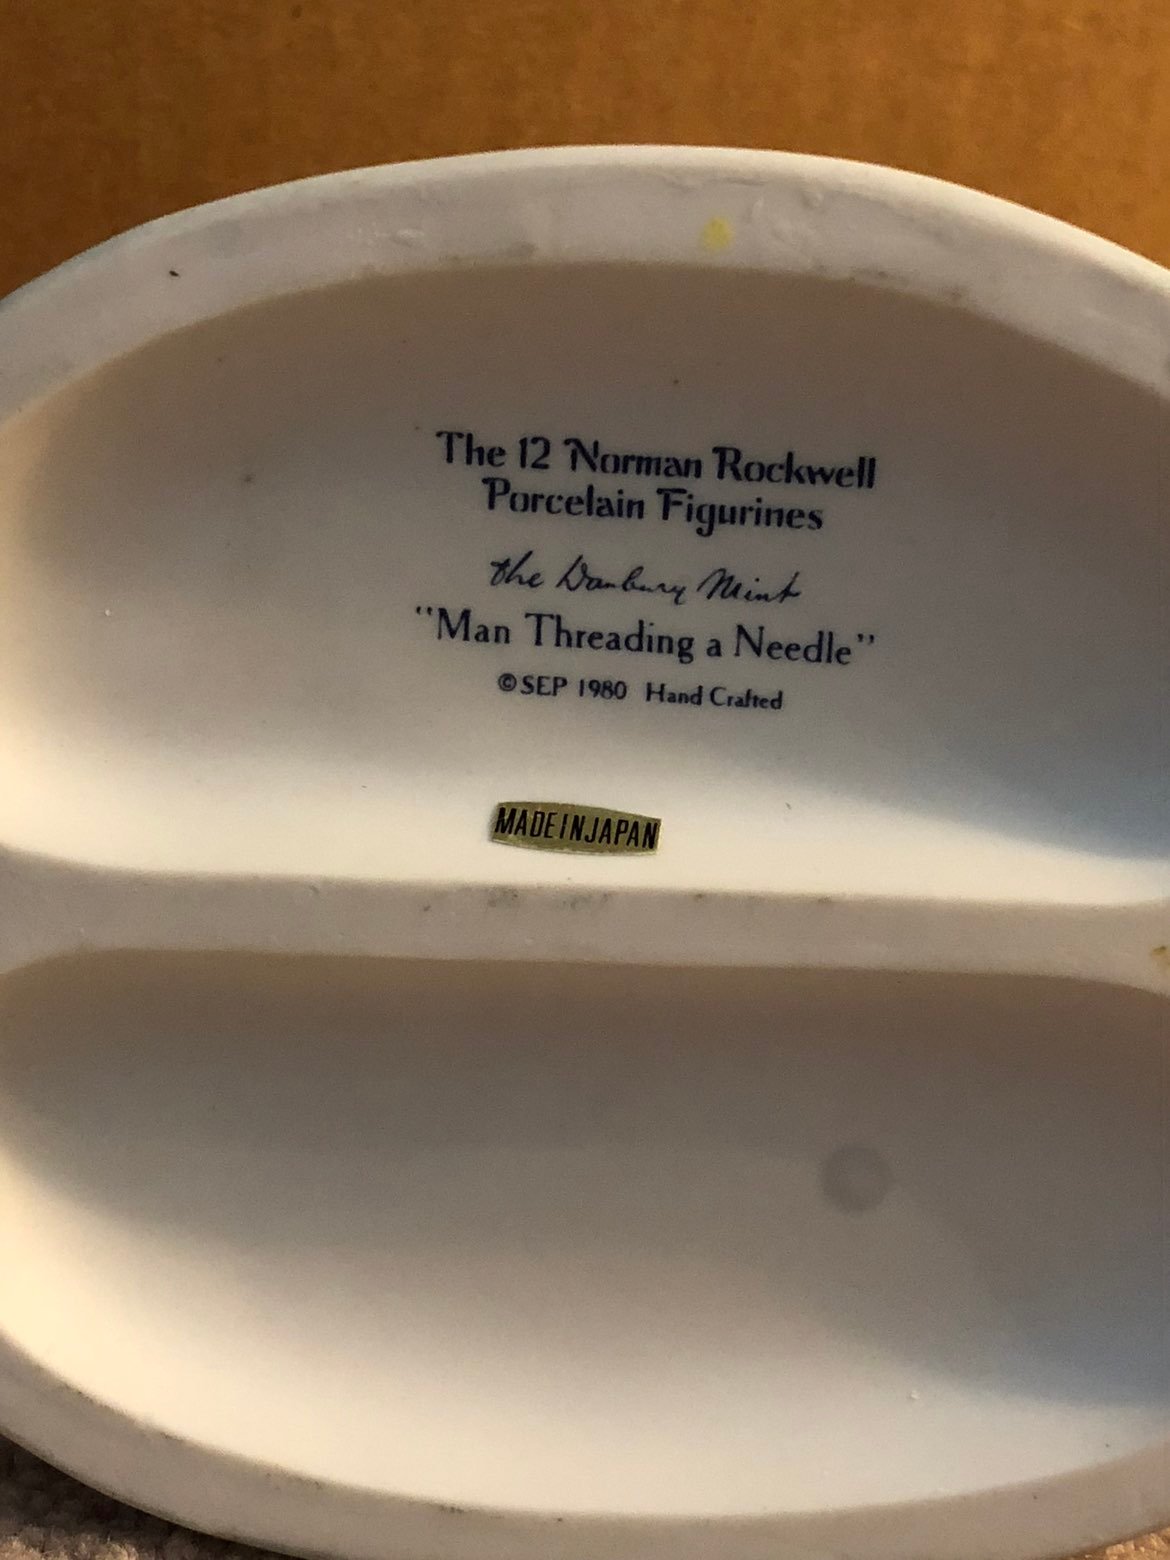 The 12 Norman Rockwell
Porcelain Figurines
the Danbury Mint
"Man Threading a Needle"
©SEP 1980 Hand Crafted
MADE IN JAPAN